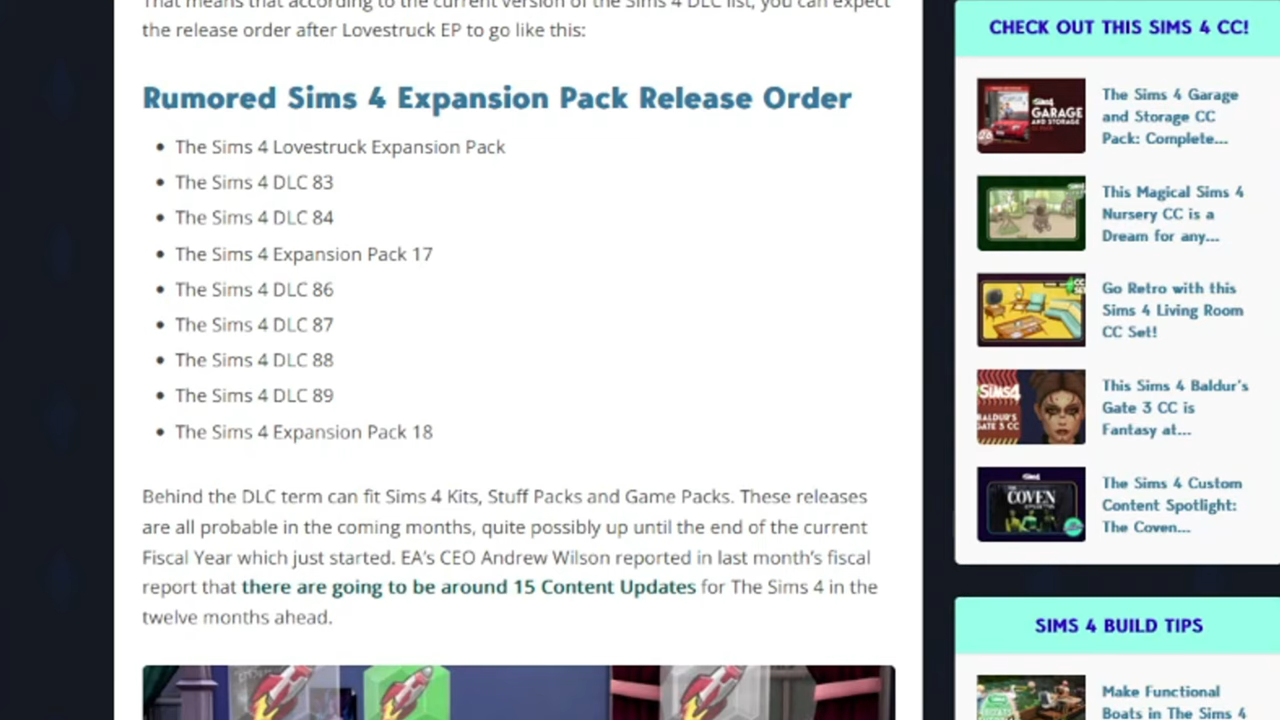 That means that according to the current version of the Sims 4 DLC list, you can expect
the release order after Lovestruck EP to go like this:
Rumored Sims 4 Expansion Pack Release Order
• The Sims 4 Lovestruck Expansion Pack
• The Sims 4 DLC 83
• The Sims 4 DLC 84
• The Sims 4 Expansion Pack 17
• The Sims 4 DLC 86
• The Sims 4 DLC 87
• The Sims 4 DLC 88
• The Sims 4 DLC 89
• The Sims 4 Expansion Pack 18
Behind the DLC term can fit Sims 4 Kits, Stuff Packs and Game Packs. These releases
are all probable in the coming months, quite possibly up until the end of the current
Fiscal Year which just started. EA's CEO Andrew Wilson reported in last month's fiscal
report that there are going to be around 15 Content Updates for The Sims 4 in the
twelve months ahead.
CHECK OUT THIS SIMS 4 CC!
GARAGE
AND STORAGE
The Sims 4 Garage
and Storage CC
Pack: Complete...
This Magical Sims 4
Nursery CC is a
Dream for any...
Go Retro with this
Sims 4 Living Room
CC Set!
SIMS4
BALDUR'S
GATE 3 CC
This Sims 4 Baldur's
Gate 3 CC is
Fantasy at...
COVEN
The Sims 4 Custom
Content Spotlight:
The Coven...
SIMS 4 BUILD TIPS
Make Functional
Boats in The Sims 4